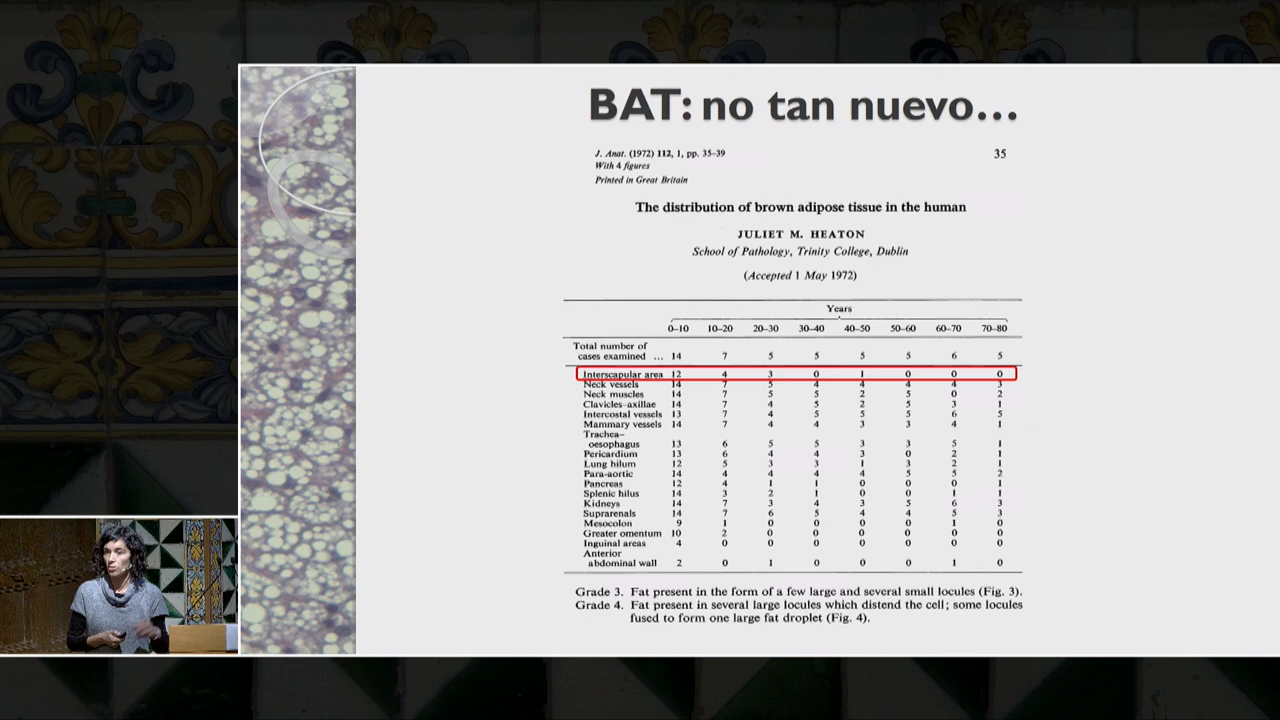 BAT: no tan nuevo...
J. Anat. (1972) 112, 1, pp. 35–39 35
With 4 figures
Printed in Great Britain
The distribution of brown adipose tissue in the human
JULIET M. HEATON
School of Pathology, Trinity College, Dublin
(Accepted 1 May 1972)
Years
0–10 10–20 20–30 30–40 40–50 50–60 60–70 70–80
Total number of
cases examined ... 14 7 5 5 5 5 6 5
Interscapular area 12 4 3 0 1 0 0 0
Neck vessels 14 7 5 4 4 4 4 3
Neck muscles 14 7 5 5 2 5 0 2
Clavicles–axillae 14 7 4 5 2 5 3 1
Intercostal vessels 13 7 4 5 5 5 6 5
Mammary vessels 14 7 4 4 3 3 4 1
Trachea–
oesophagus 13 6 5 5 3 3 5 1
Pericardium 13 6 4 4 3 0 2 1
Lung hilum 12 5 3 3 1 3 2 1
Para-aortic 14 4 4 4 4 5 5 2
Pancreas 12 4 1 1 0 0 0 1
Splenic hilus 14 3 2 1 0 0 1 1
Kidneys 14 7 3 4 3 5 6 3
Suprarenals 14 7 6 5 4 4 5 3
Mesocolon 9 1 0 0 0 0 1 0
Greater omentum 10 2 0 0 0 0 0 0
Inguinal areas 4 0 0 0 0 0 0 0
Anterior
abdominal wall 2 0 1 0 0 0 1 0
Grade 3. Fat present in the form of a few large and several small locules (Fig. 3).
Grade 4. Fat present in several large locules which distend the cell; some locules
fused to form one large fat droplet (Fig. 4).